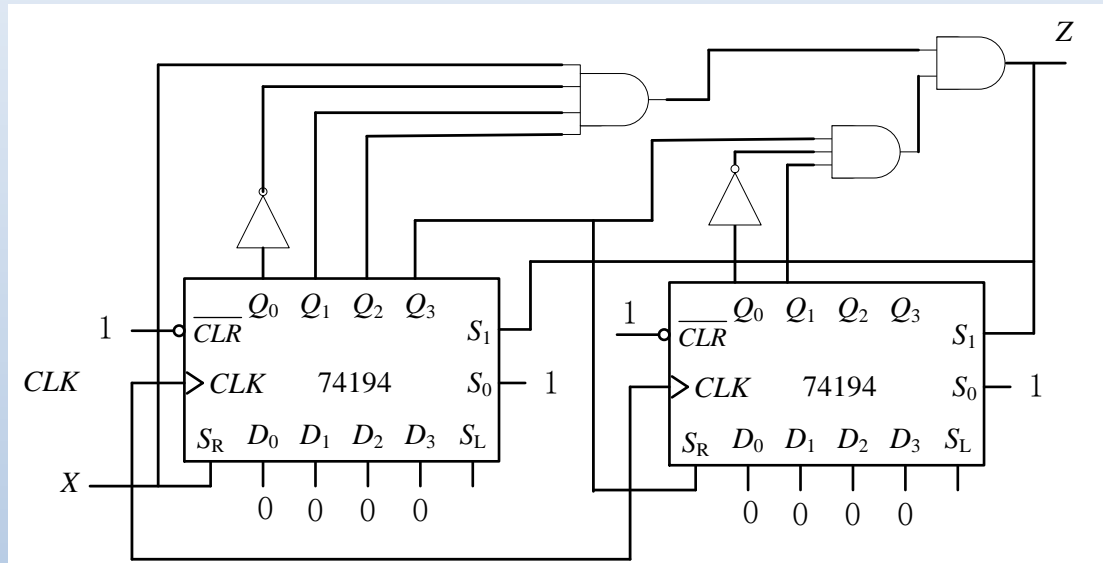 Z
Q0 Q1 Q2 Q3
1 CLR S1
CLK CLK 74194 S0 1
SR D0 D1 D2 D3 SL
X
0 0 0 0
Q0 Q1 Q2 Q3
1 CLR S1
CLK 74194 S0 1
SR D0 D1 D2 D3 SL
0 0 0 0